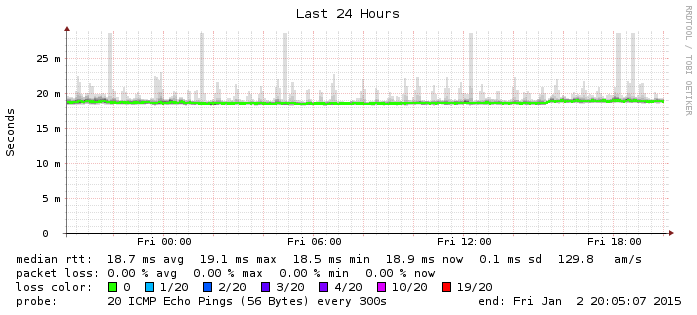 Last 24 Hours
RRDTOOL / TOBI OETIKER
Seconds
25 m
20 m
15 m
10 m
5 m
0
Fri 00:00 Fri 06:00 Fri 12:00 Fri 18:00
median rtt: 18.7 ms avg 19.1 ms max 18.5 ms min 18.9 ms now 0.1 ms sd 129.8 am/s
packet loss: 0.00 % avg 0.00 % max 0.00 % min 0.00 % now
loss color: 0 1/20 2/20 3/20 4/20 10/20 19/20
probe: 20 ICMP Echo Pings (56 Bytes) every 300s end: Fri Jan 2 20:05:07 2015